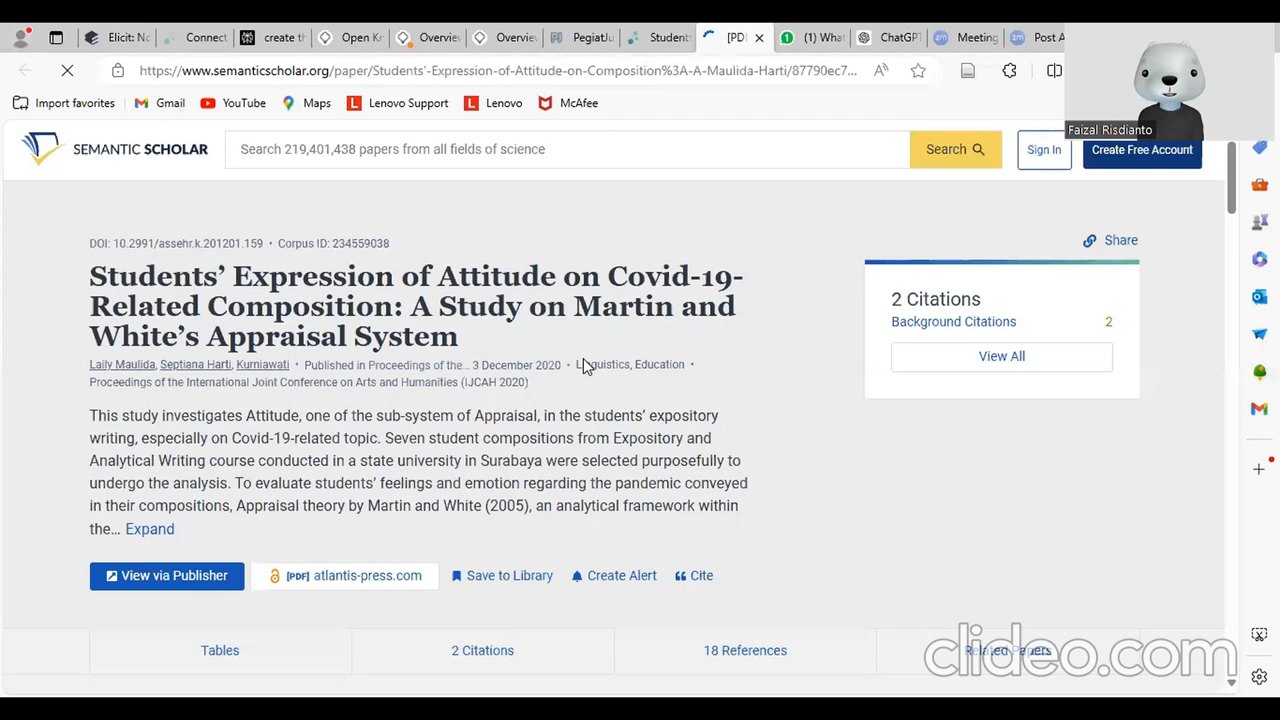 Elicit: Nc
Connect
create th
Open Kr
Overview
Overview
PegiatJu
Student
[PDI
(1) (What
ChatGPT
Meeting
Post A
https://www.semanticscholar.org/paper/Students'-Expression-of-Attitude-on-Composition%3A-A-Maulida-Harti/87790ec7...
Import favorites
Gmail
YouTube
Maps
Lenovo Support
Lenovo
McAfee
Faizal Risdianto
SEMANTIC SCHOLAR
Search 219,401,438 papers from all fields of science
Search
Sign In
Create Free Account
DOI: 10.2991/assehr.k.201201.159 • Corpus ID: 234559038
Share
Students’ Expression of Attitude on Covid-19-
Related Composition: A Study on Martin and
White’s Appraisal System
Laily Maulida, Septiana Harti, Kurniawati • Published in Proceedings of the... 3 December 2020 • Linguistics, Education •
Proceedings of the International Joint Conference on Arts and Humanities (IJCAH 2020)
2 Citations
Background Citations 2
View All
This study investigates Attitude, one of the sub-system of Appraisal, in the students’ expository
writing, especially on Covid-19-related topic. Seven student compositions from Expository and
Analytical Writing course conducted in a state university in Surabaya were selected purposefully to
undergo the analysis. To evaluate students’ feelings and emotion regarding the pandemic conveyed
in their compositions, Appraisal theory by Martin and White (2005), an analytical framework within
the... Expand
View via Publisher
[PDF] atlantis-press.com
Save to Library
Create Alert
Cite
Tables
2 Citations
18 References
Related Papers
clideo.com